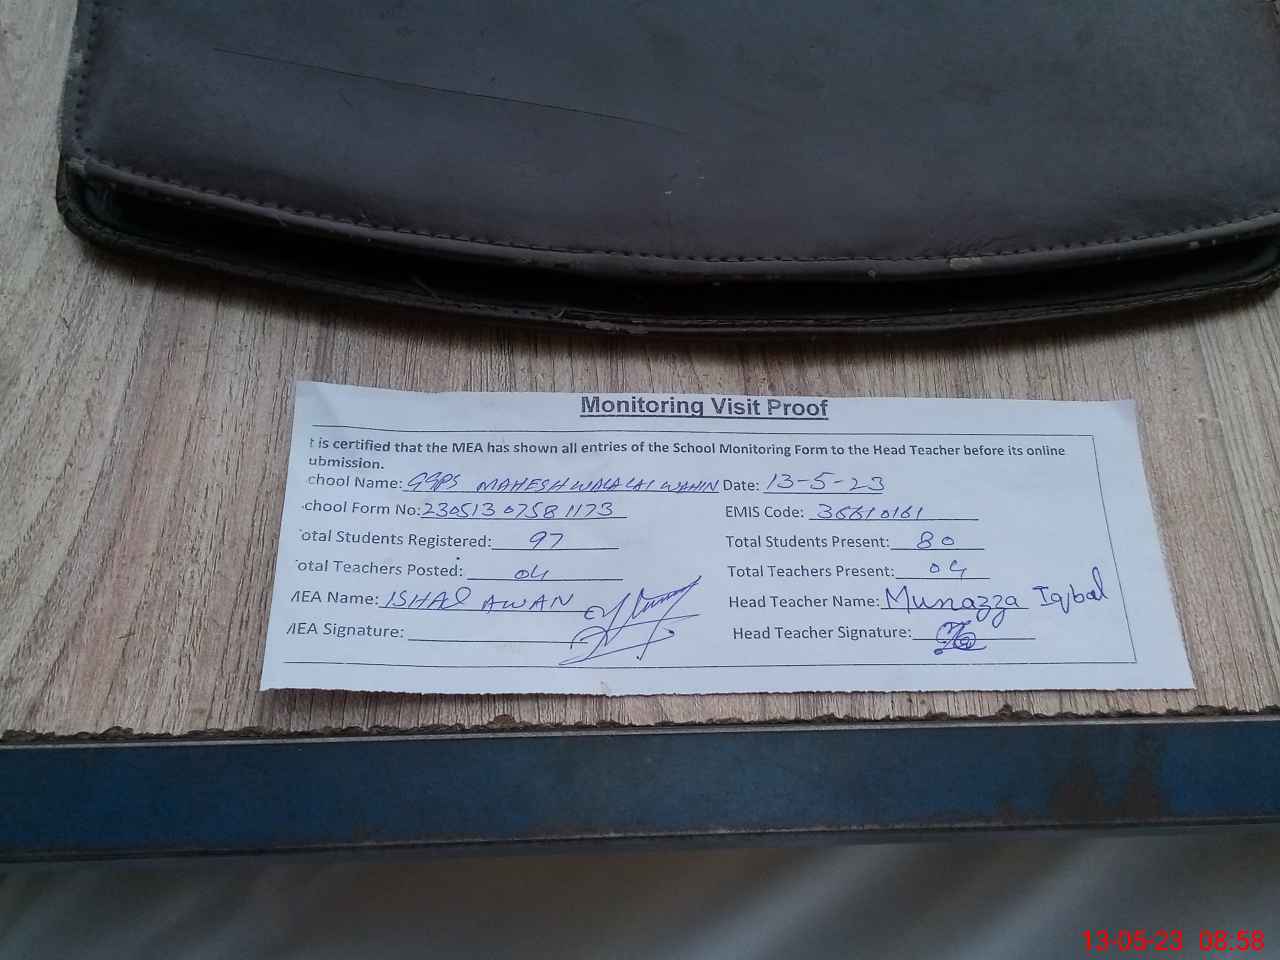 Monitoring Visit Proof
t is certified that the MEA has shown all entries of the School Monitoring Form to the Head Teacher before its online
ubmission.
chool Name: GGPS MAHESHWALA LAL WAHIN Date: 13-5-23
chool Form No: 230513 0758 1173 EMIS Code: 36610161
otal Students Registered: 97 Total Students Present: 80
otal Teachers Posted: 04 Total Teachers Present: 04
MEA Name: ISHAQ AWAN Head Teacher Name: Munazza Iqbal
MEA Signature: Head Teacher Signature:
13-05-23 08:58